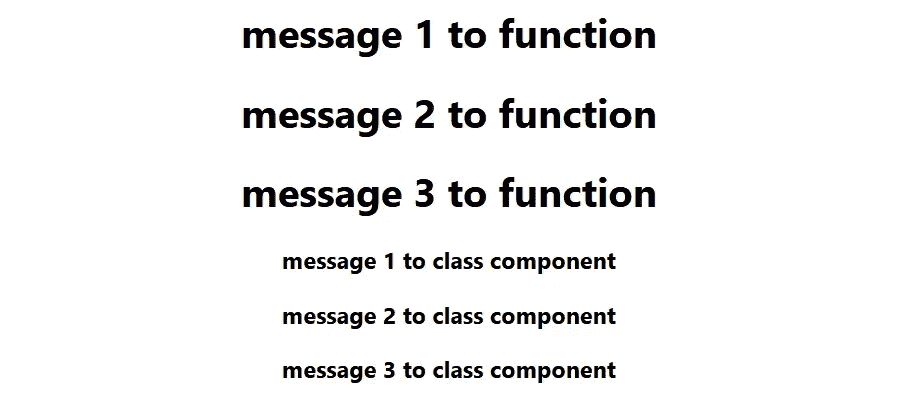 message 1 to function
message 2 to function
message 3 to function
message 1 to class component
message 2 to class component
message 3 to class component